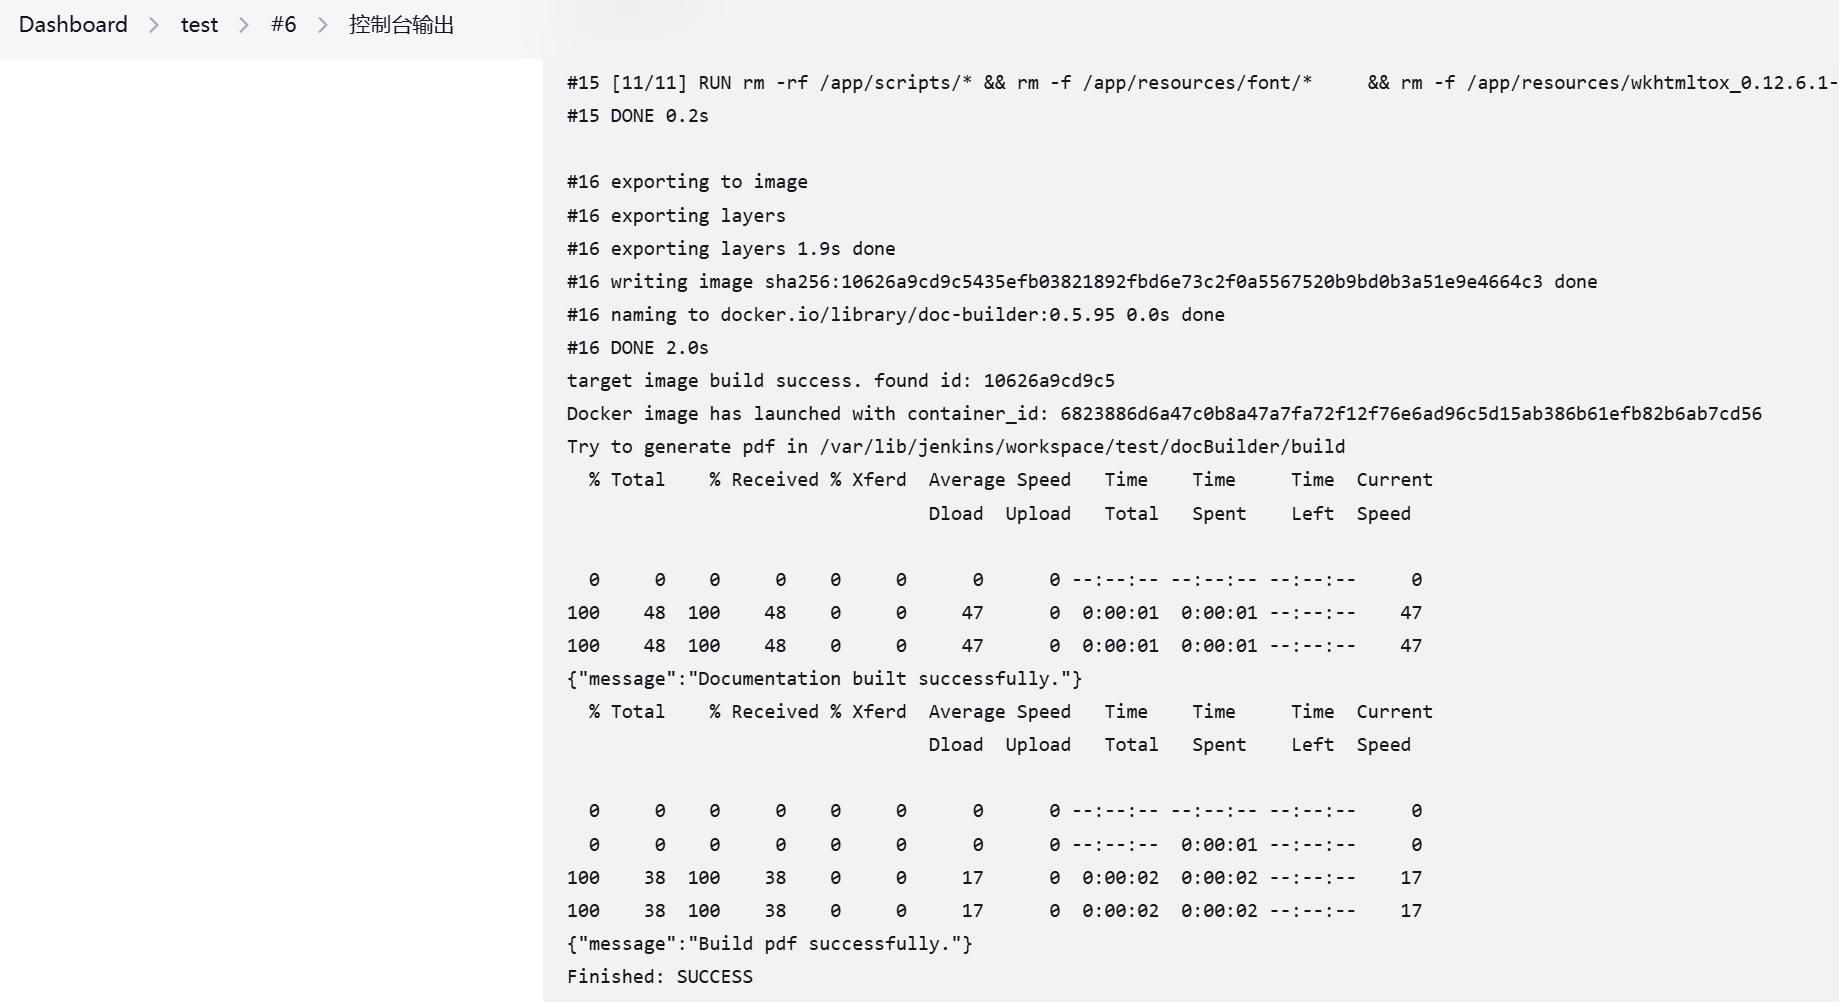 Dashboard > test > #6 > 控制台输出
#15 [11/11] RUN rm -rf /app/scripts/* && rm -f /app/resources/font/*     && rm -f /app/resources/wkhtmltox_0.12.6.1-
#15 DONE 0.2s
#16 exporting to image
#16 exporting layers
#16 exporting layers 1.9s done
#16 writing image sha256:10626a9cd9c5435efb03821892fbd6e73c2f0a5567520b9bd0b3a51e9e4664c3 done
#16 naming to docker.io/library/doc-builder:0.5.95 0.0s done
#16 DONE 2.0s
target image build success. found id: 10626a9cd9c5
Docker image has launched with container_id: 6823886d6a47c0b8a47a7fa72f12f76e6ad96c5d15ab386b61efb82b6ab7cd56
Try to generate pdf in /var/lib/jenkins/workspace/test/docBuilder/build
  % Total    % Received % Xferd  Average Speed   Time    Time     Time  Current
                                 Dload  Upload   Total   Spent    Left  Speed
  0     0    0     0    0     0      0      0 --:--:-- --:--:-- --:--:--     0
100    48  100    48    0     0     47      0  0:00:01  0:00:01 --:--:--    47
100    48  100    48    0     0     47      0  0:00:01  0:00:01 --:--:--    47
{"message":"Documentation built successfully."}
  % Total    % Received % Xferd  Average Speed   Time    Time     Time  Current
                                 Dload  Upload   Total   Spent    Left  Speed
  0     0    0     0    0     0      0      0 --:--:-- --:--:-- --:--:--     0
  0     0    0     0    0     0      0      0 --:--:--  0:00:01 --:--:--     0
100    38  100    38    0     0     17      0  0:00:02  0:00:02 --:--:--    17
100    38  100    38    0     0     17      0  0:00:02  0:00:02 --:--:--    17
{"message":"Build pdf successfully."}
Finished: SUCCESS